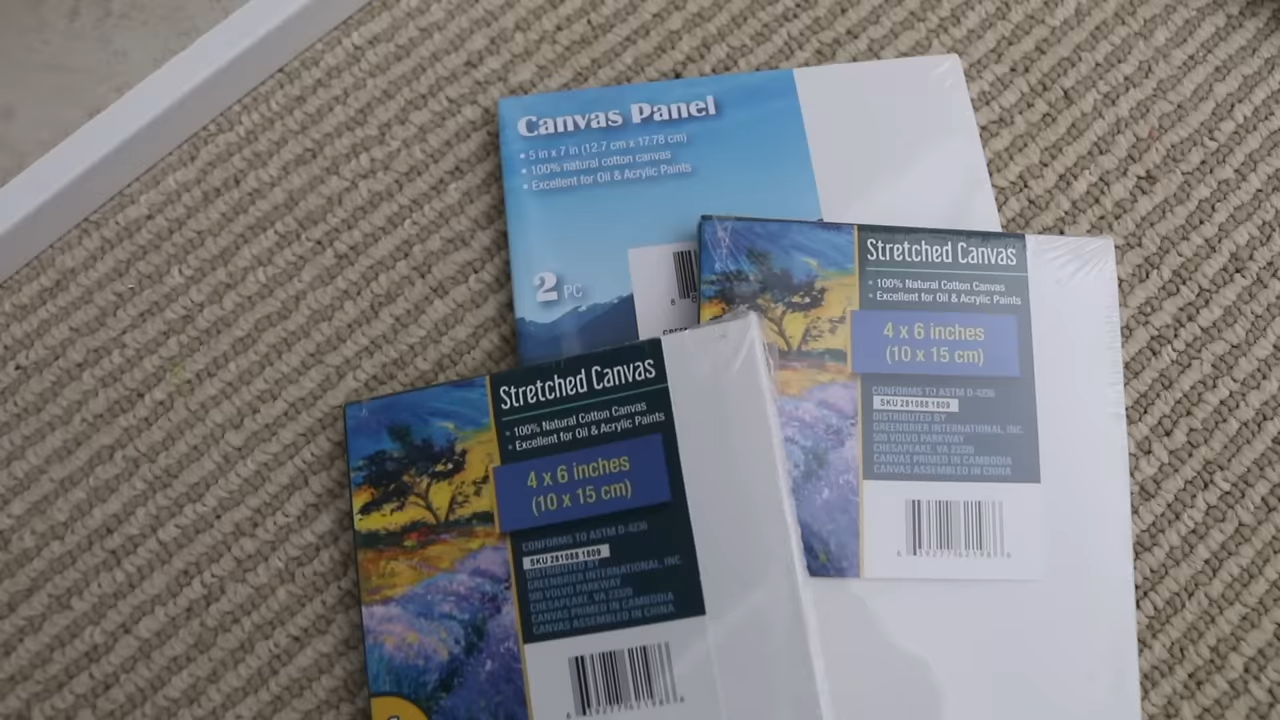 Canvas Panel
• 5 in x 7 in (12.7 cm x 17.78 cm)
• 100% natural cotton canvas
• Excellent for Oil & Acrylic Paints
2 PC
Stretched Canvas
• 100% Natural Cotton Canvas
• Excellent for Oil & Acrylic Paints
4 x 6 inches
(10 x 15 cm)
CONFORMS TO ASTM D-4236
SKU 281088 1809
DISTRIBUTED BY
GREENBRIER INTERNATIONAL, INC.
500 VOLVO PARKWAY
CHESAPEAKE, VA 23320
CANVAS PRIMED IN CAMBODIA
CANVAS ASSEMBLED IN CHINA
Stretched Canvas
• 100% Natural Cotton Canvas
• Excellent for Oil & Acrylic Paints
4 x 6 inches
(10 x 15 cm)
CONFORMS TO ASTM D-4236
SKU 281088 1809
DISTRIBUTED BY
GREENBRIER INTERNATIONAL, INC.
500 VOLVO PARKWAY
CHESAPEAKE, VA 23320
CANVAS PRIMED IN CAMBODIA
CANVAS ASSEMBLED IN CHINA